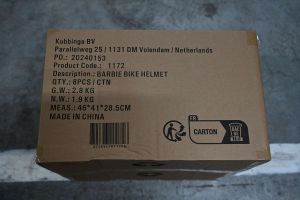 Kubbinga BV
Parallelweg 25 / 1131 DM Volendam / Netherlands
PO.: 20240153
Product Code.: 1172
Description.: BARBIE BIKE HELMET
QTY.: 8PCS / CTN
G.W.: 2.8 KG
N.W.: 1.9 KG
MEAS.: 46*41*28.5CM
MADE IN CHINA
FR
CARTON